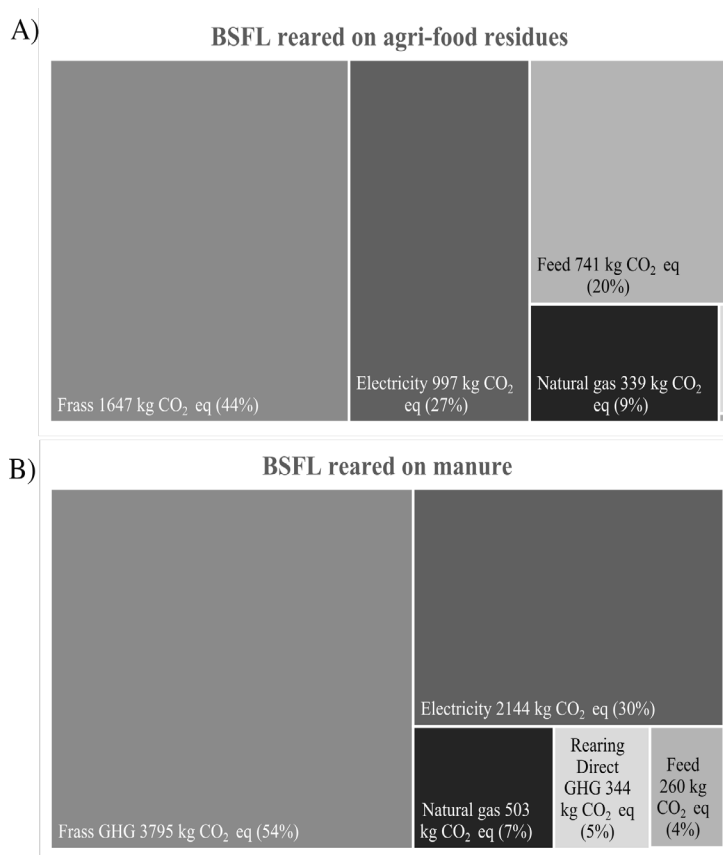 A)
BSFL reared on agri-food residues
Feed 741 kg CO₂ eq
(20%)
Frass 1647 kg CO₂ eq (44%)
Electricity 997 kg CO₂
eq (27%)
Natural gas 339 kg CO₂
eq (9%)
B)
BSFL reared on manure
Electricity 2144 kg CO₂ eq (30%)
Frass GHG 3795 kg CO₂ eq (54%)
Natural gas 503
kg CO₂ eq (7%)
Rearing
Direct
GHG 344
kg CO₂ eq
(5%)
Feed
260 kg
CO₂ eq
(4%)